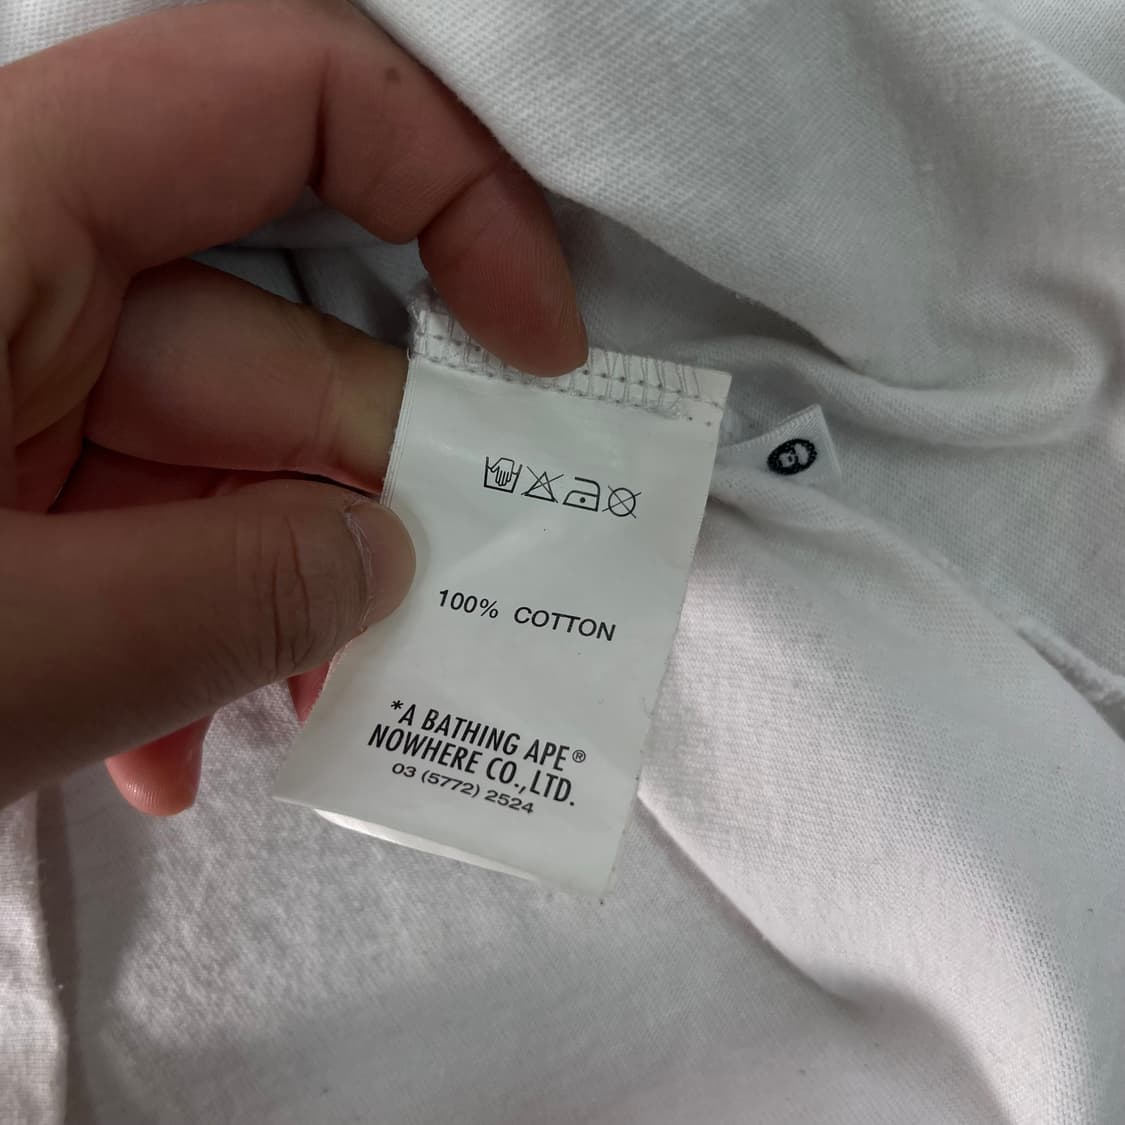 100% COTTON
*A BATHING APE®
NOWHERE CO.,LTD.
03 (5772) 2524